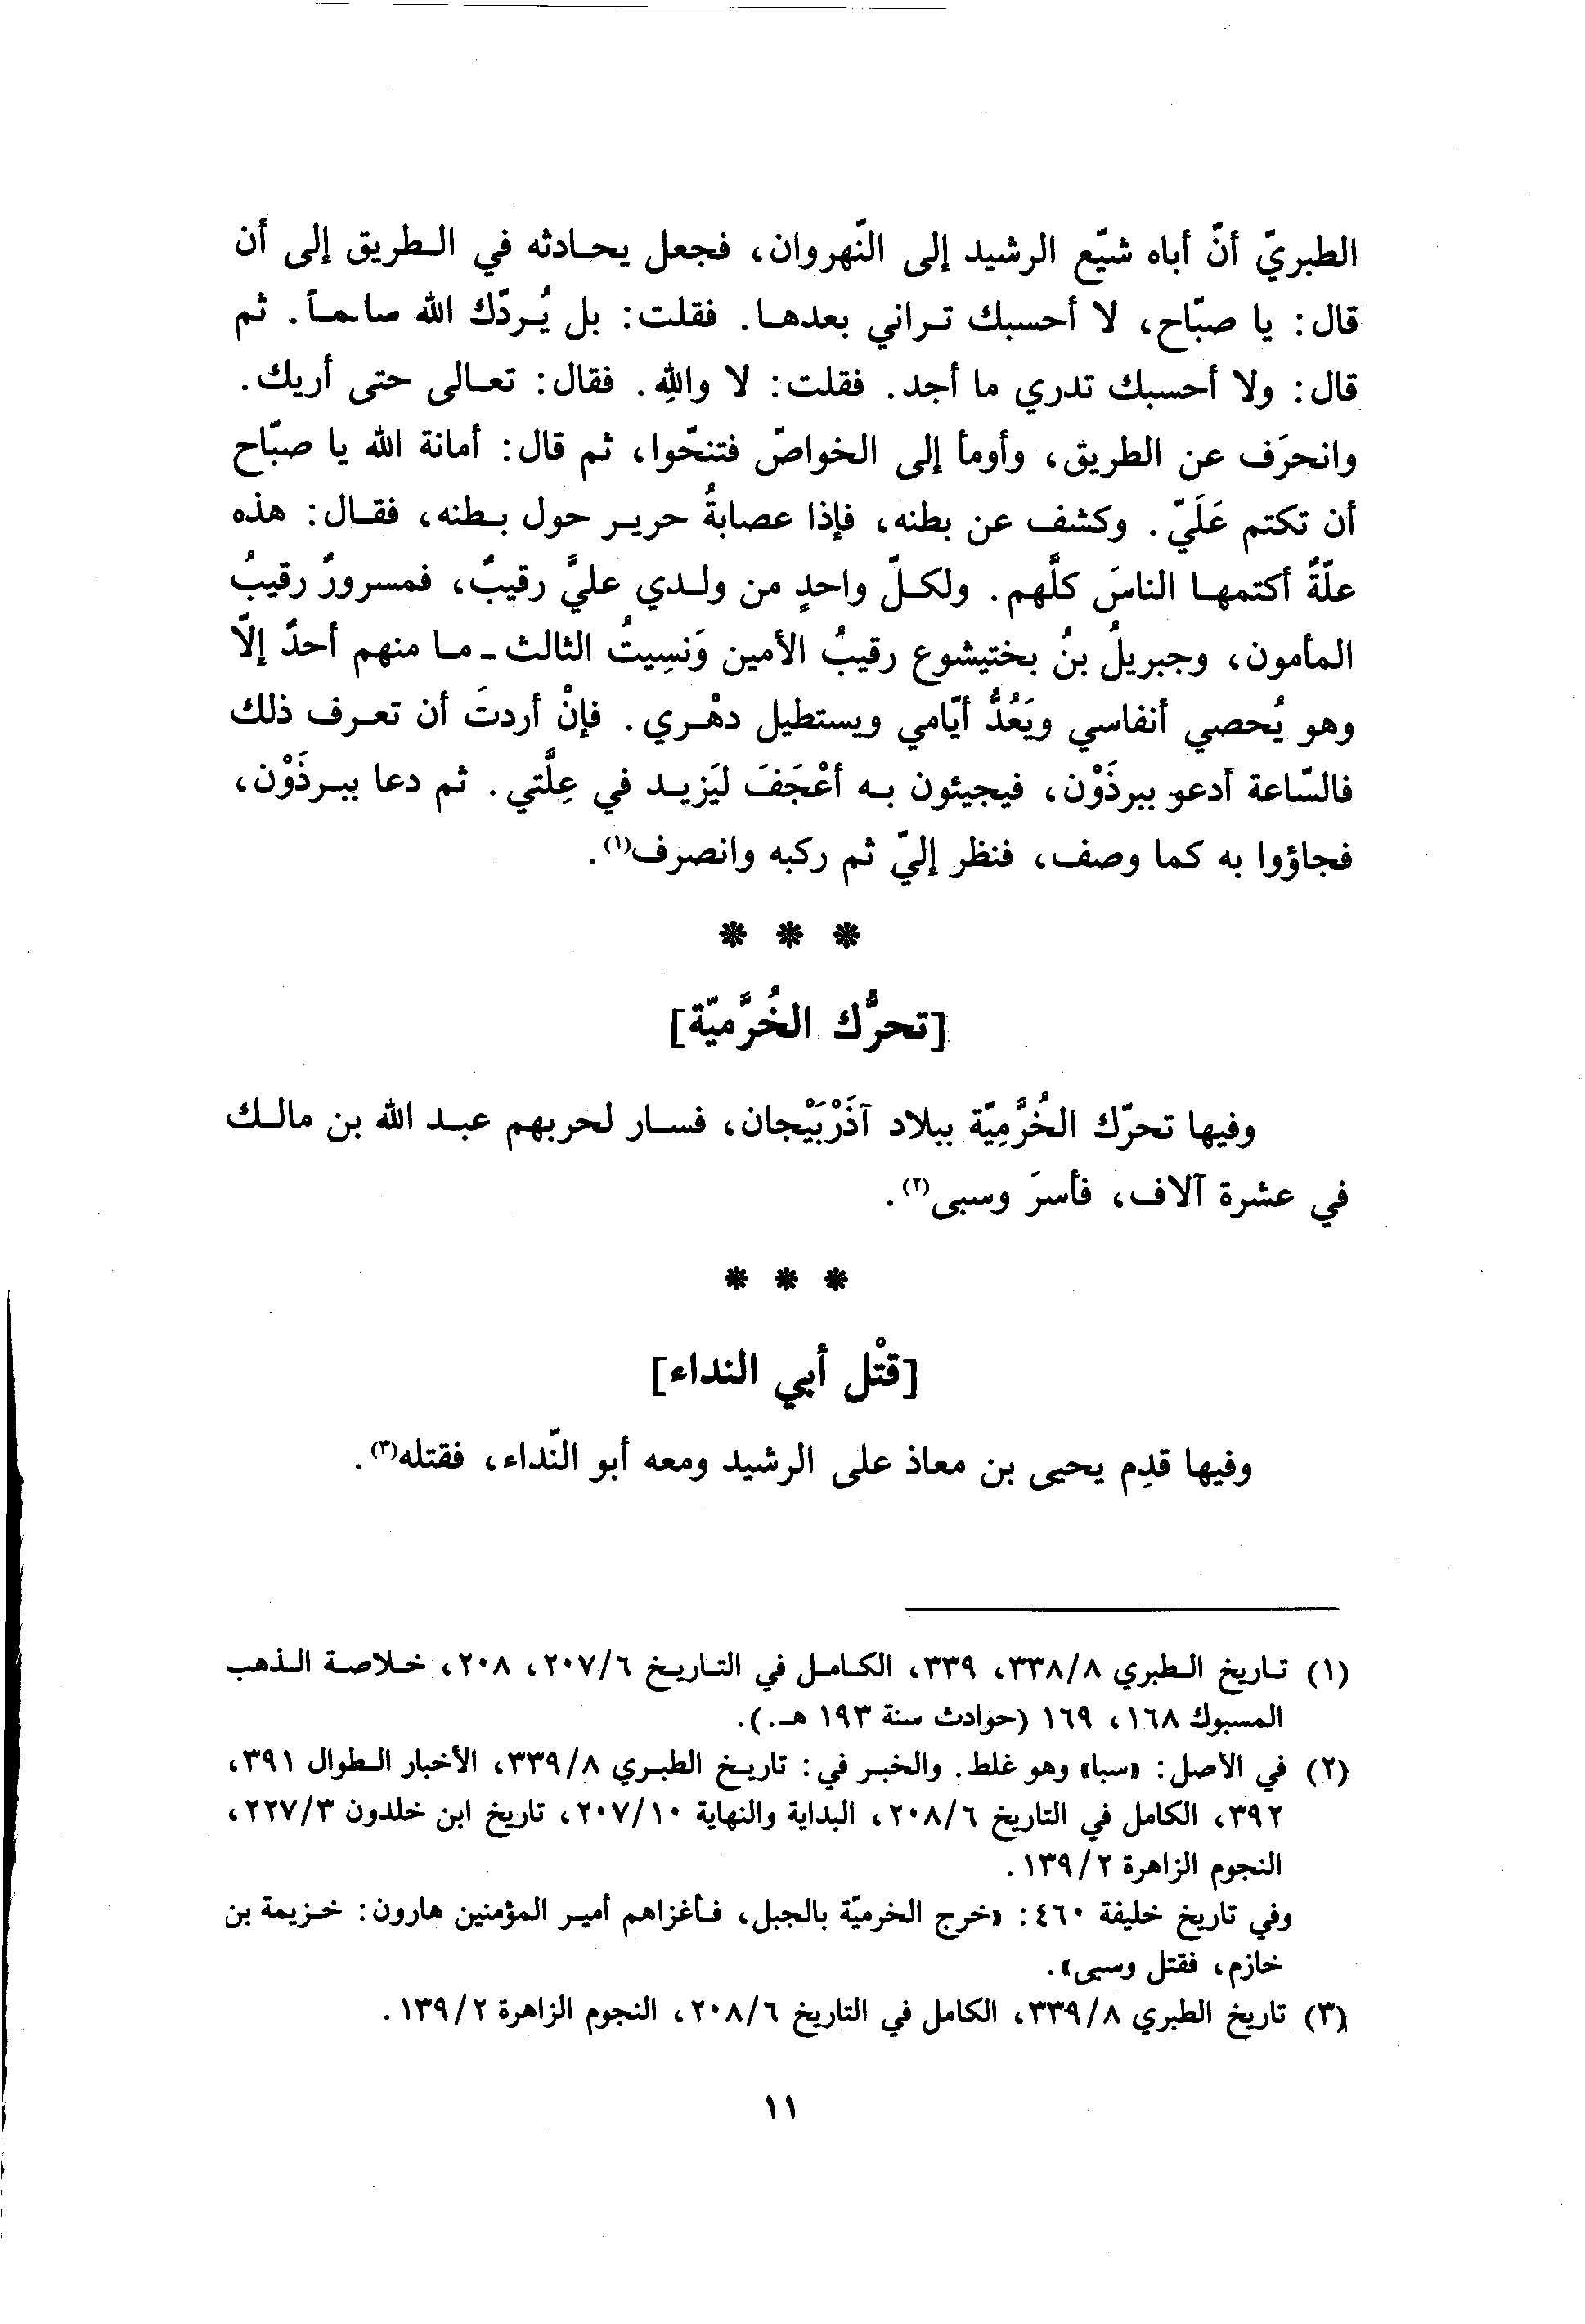 الطبريّ أنّ أباه شيّع الرشيد إلى النّهروان، فجعل يحادثه في الطريق إلى أن
قال: يا صبّاح، لا أحسبك تراني بعدها. فقلت: بل يُردّك الله سالماً. ثم
قال: ولا أحسبك تدري ما أجد. فقلت: لا واللهِ. فقال: تعالى حتى أريك.
وانحرَف عن الطريق، وأومأ إلى الخواصّ فتنحّوا، ثم قال: أمانة الله يا صبّاح
أن تكتم عَلَيّ. وكشف عن بطنه، فإذا عصابةُ حرير حول بطنه، فقال: هذه
علّةٌ أكتمها الناسَ كلَّهم. ولكلّ واحدٍ من ولدي عليَّ رقيبٌ، فمسرورٌ رقيبُ
المأمون، وجبريلُ بنُ بختيشوع رقيبُ الأمين وَنسِيتُ الثالث - ما منهم أحدٌ إلّا
وهو يُحصي أنفاسي ويَعُدُّ أيّامي ويستطيل دهْري. فإنْ أردتَ أن تعرف ذلك
فالسّاعة أدعو ببرذَوْن، فيجيئون به أعْجَفَ ليَزيد في عِلَّتي. ثم دعا ببرذَوْن،
فجاؤوا به كما وصف، فنظر إليّ ثم ركبه وانصرف(١).
* * *
[تحرُّك الخُرَّميّة]
وفيها تحرّك الخُرَّمِيّة ببلاد آذَرْبَيْجان، فسار لحربهم عبد الله بن مالك
في عشرة آلاف، فأسرَ وسبى(٢).
* * *
[قتْل أبي النداء]
وفيها قدِم يحيى بن معاذ على الرشيد ومعه أبو النّداء، فقتله(٣).
(١) تاريخ الطبري ٣٣٨/٨، ٣٣٩، الكامل في التاريخ ٢٠٧/٦، ٢٠٨، خلاصة الذهب
المسبوك ١٦٨، ١٦٩ (حوادث سنة ١٩٣ هـ.).
(٢) في الأصل: «سبا» وهو غلط. والخبر في: تاريخ الطبري ٣٣٩/٨، الأخبار الطوال ٣٩١،
٣٩٢، الكامل في التاريخ ٢٠٨/٦، البداية والنهاية ٢٠٧/١٠، تاريخ ابن خلدون ٢٢٧/٣،
النجوم الزاهرة ١٣٩/٢.
وفي تاريخ خليفة ٤٦٠: «خرج الخرميّة بالجبل، فأغزاهم أمير المؤمنين هارون: خزيمة بن
خازم، فقتل وسبى».
(٣) تاريخ الطبري ٣٣٩/٨، الكامل في التاريخ ٢٠٨/٦، النجوم الزاهرة ١٣٩/٢.
١١